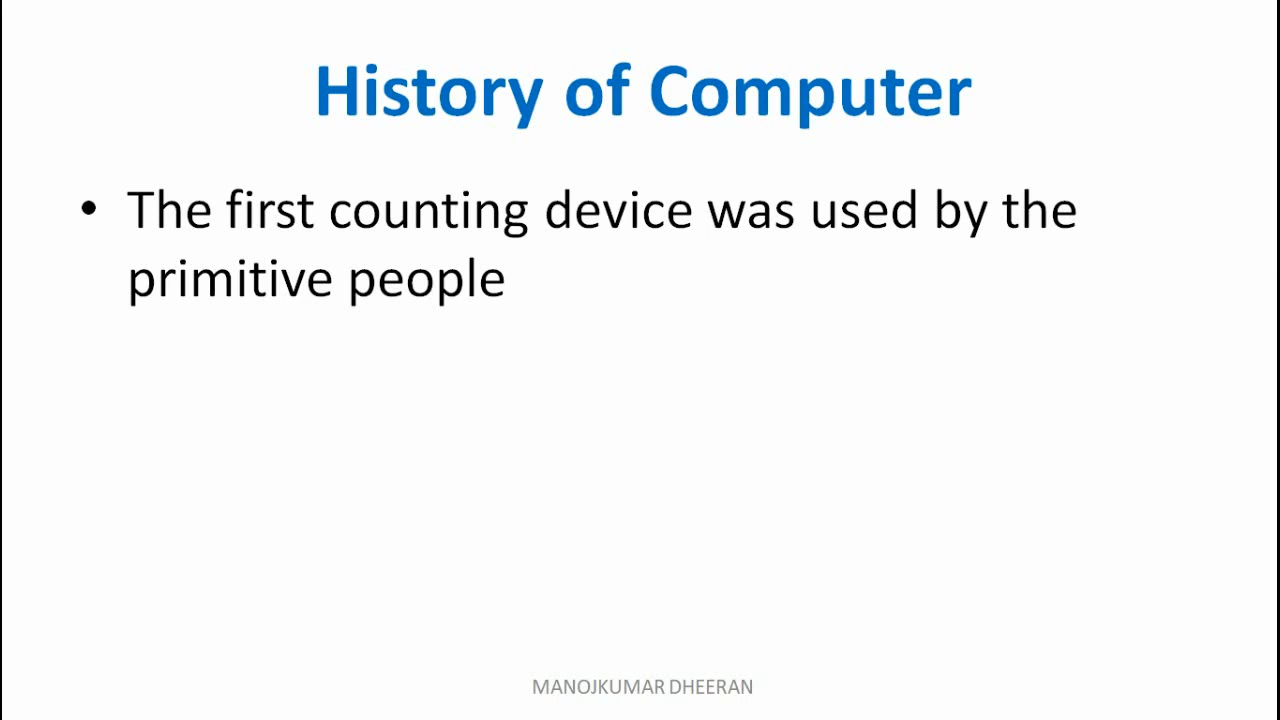 History of Computer
• The first counting device was used by the
primitive people
MANOJKUMAR DHEERAN